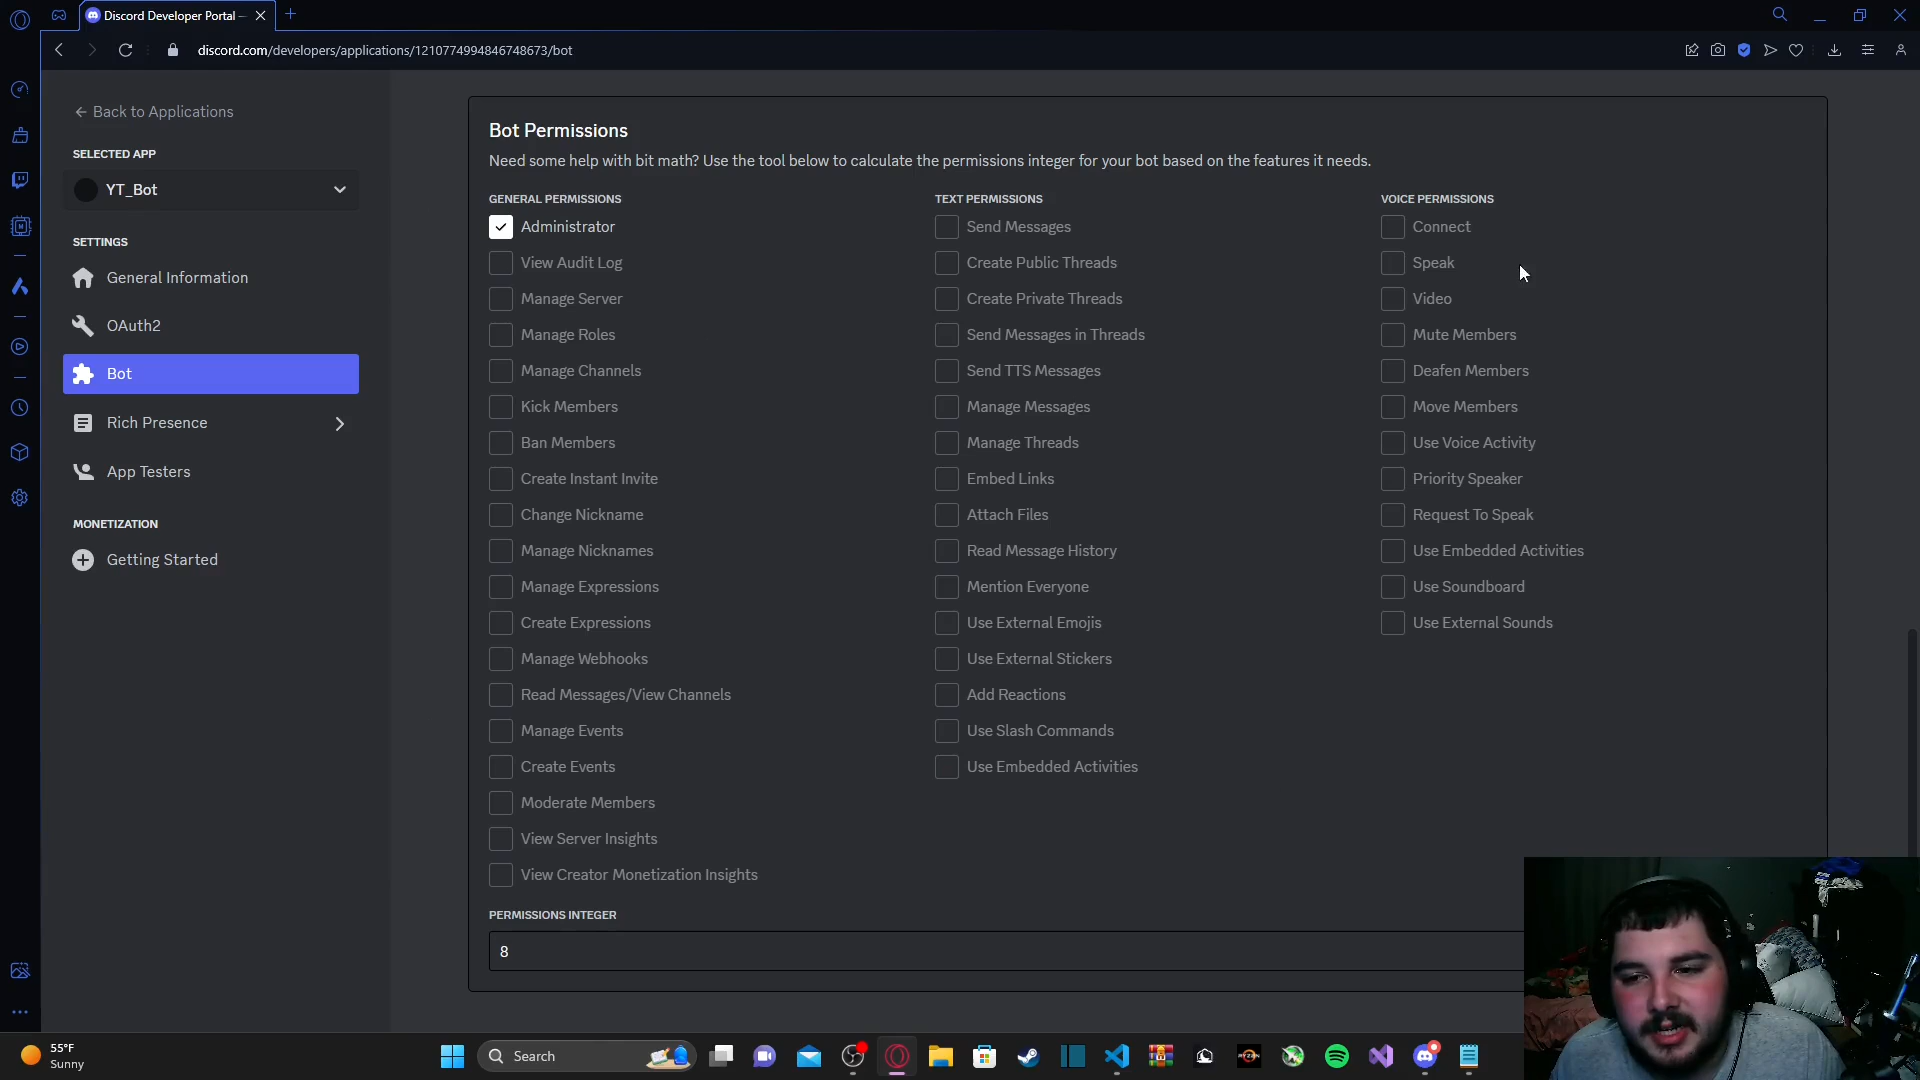 Discord Developer Portal —
discord.com/developers/applications/1210774994846748673/bot
← Back to Applications
SELECTED APP
YT_Bot
SETTINGS
General Information
OAuth2
Bot
Rich Presence
App Testers
MONETIZATION
Getting Started
Bot Permissions
Need some help with bit math? Use the tool below to calculate the permissions integer for your bot based on the features it needs.
GENERAL PERMISSIONS
Administrator
View Audit Log
Manage Server
Manage Roles
Manage Channels
Kick Members
Ban Members
Create Instant Invite
Change Nickname
Manage Nicknames
Manage Expressions
Create Expressions
Manage Webhooks
Read Messages/View Channels
Manage Events
Create Events
Moderate Members
View Server Insights
View Creator Monetization Insights
TEXT PERMISSIONS
Send Messages
Create Public Threads
Create Private Threads
Send Messages in Threads
Send TTS Messages
Manage Messages
Manage Threads
Embed Links
Attach Files
Read Message History
Mention Everyone
Use External Emojis
Use External Stickers
Add Reactions
Use Slash Commands
Use Embedded Activities
VOICE PERMISSIONS
Connect
Speak
Video
Mute Members
Deafen Members
Move Members
Use Voice Activity
Priority Speaker
Request To Speak
Use Embedded Activities
Use Soundboard
Use External Sounds
PERMISSIONS INTEGER
8
55°F
Sunny
Search
RYZEN